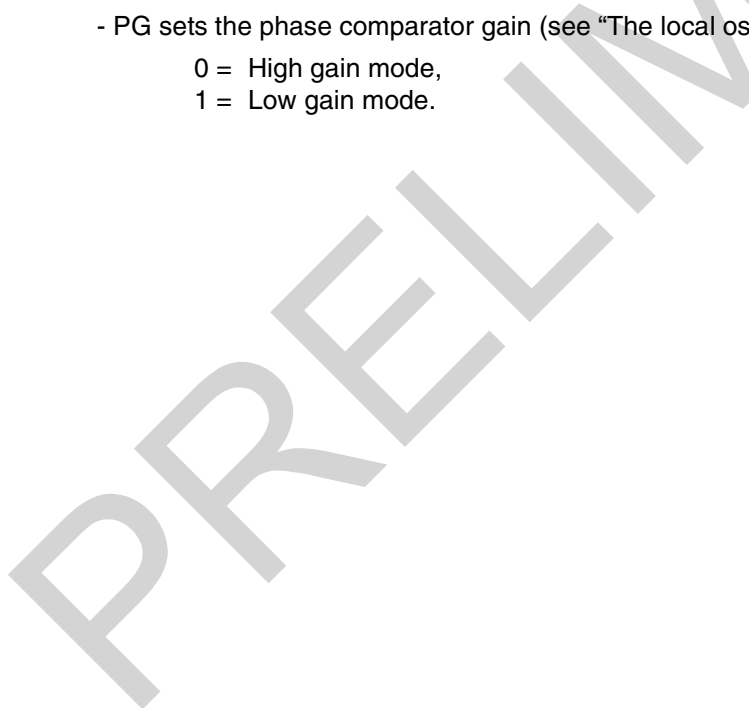 - PG sets the phase comparator gain (see “The local os
0 = High gain mode,
1 = Low gain mode.
PRELIM